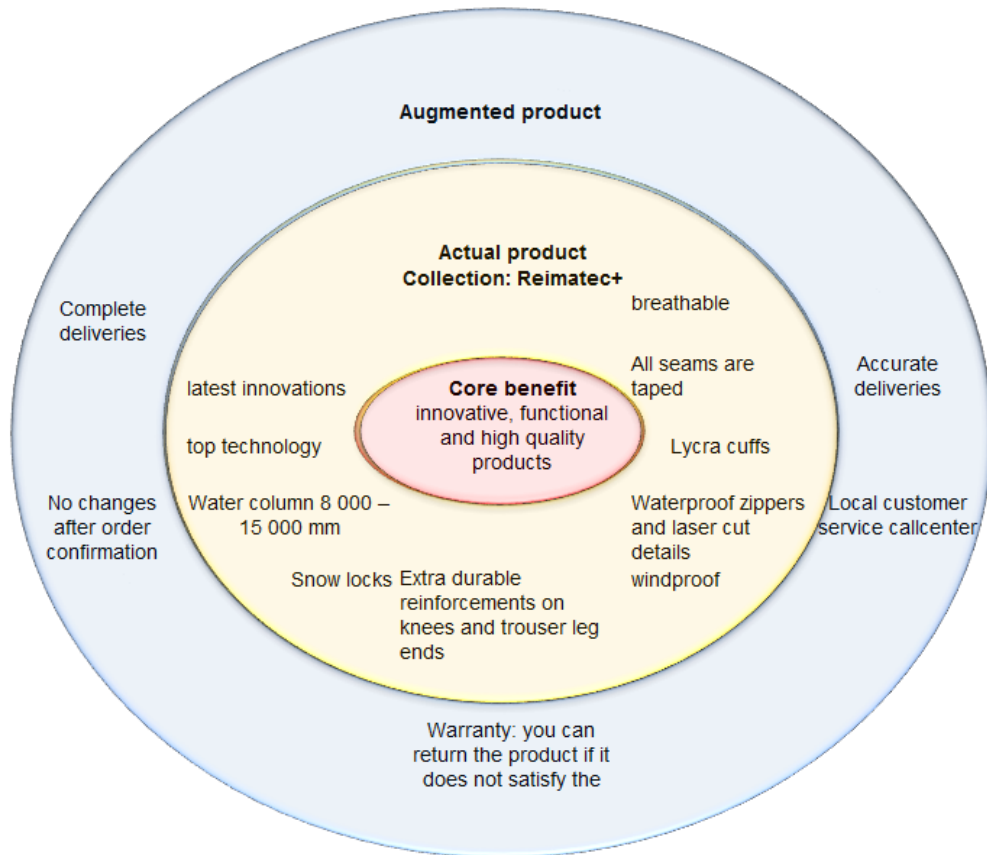 Augmented product
Actual product
Collection: Reimatec+
breathable
Complete
deliveries
All seams are
taped
Accurate
deliveries
latest innovations
Core benefit
innovative, functional
and high quality
products
top technology
Lycra cuffs
No changes
after order
confirmation
Water column 8 000 –
15 000 mm
Waterproof zippers
and laser cut
details
Local customer
service callcenter
Snow locks
Extra durable
reinforcements on
knees and trouser leg
ends
windproof
Warranty: you can
return the product if it
does not satisfy the